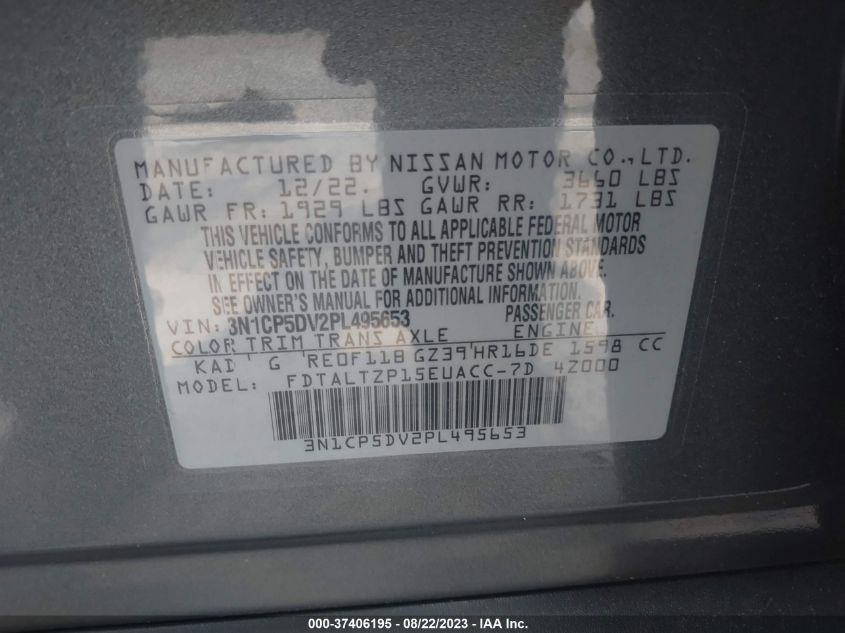 MANUFACTURED BY NISSAN MOTOR CO.,LTD.
DATE: 12/22. GVWR: 3660 LBS
GAWR FR: 1929 LBS GAWR RR: 1731 LBS
THIS VEHICLE CONFORMS TO ALL APPLICABLE FEDERAL MOTOR
VEHICLE SAFETY, BUMPER AND THEFT PREVENTION STANDARDS
IN EFFECT ON THE DATE OF MANUFACTURE SHOWN ABOVE.
SEE OWNER'S MANUAL FOR ADDITIONAL INFORMATION.
VIN: 3N1CP5DV2PL495653 PASSENGER CAR.
COLOR TRIM TRANS AXLE ENGINE
KAD G RE0F11B GZ39 HR16DE 1598 CC
MODEL: FDTALTZP15EUACC-7D 4Z000
3N1CP5DV2PL495653
000-37406195 - 08/22/2023 - IAA Inc.